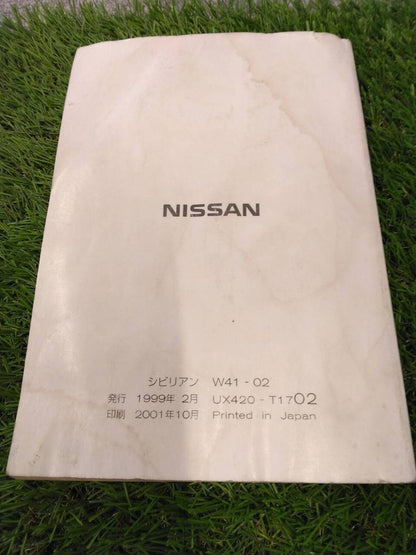 NISSAN
シビリアン W41 - 02
発行 1999年 2月 UX420 - T1702
印刷 2001年10月 Printed in Japan